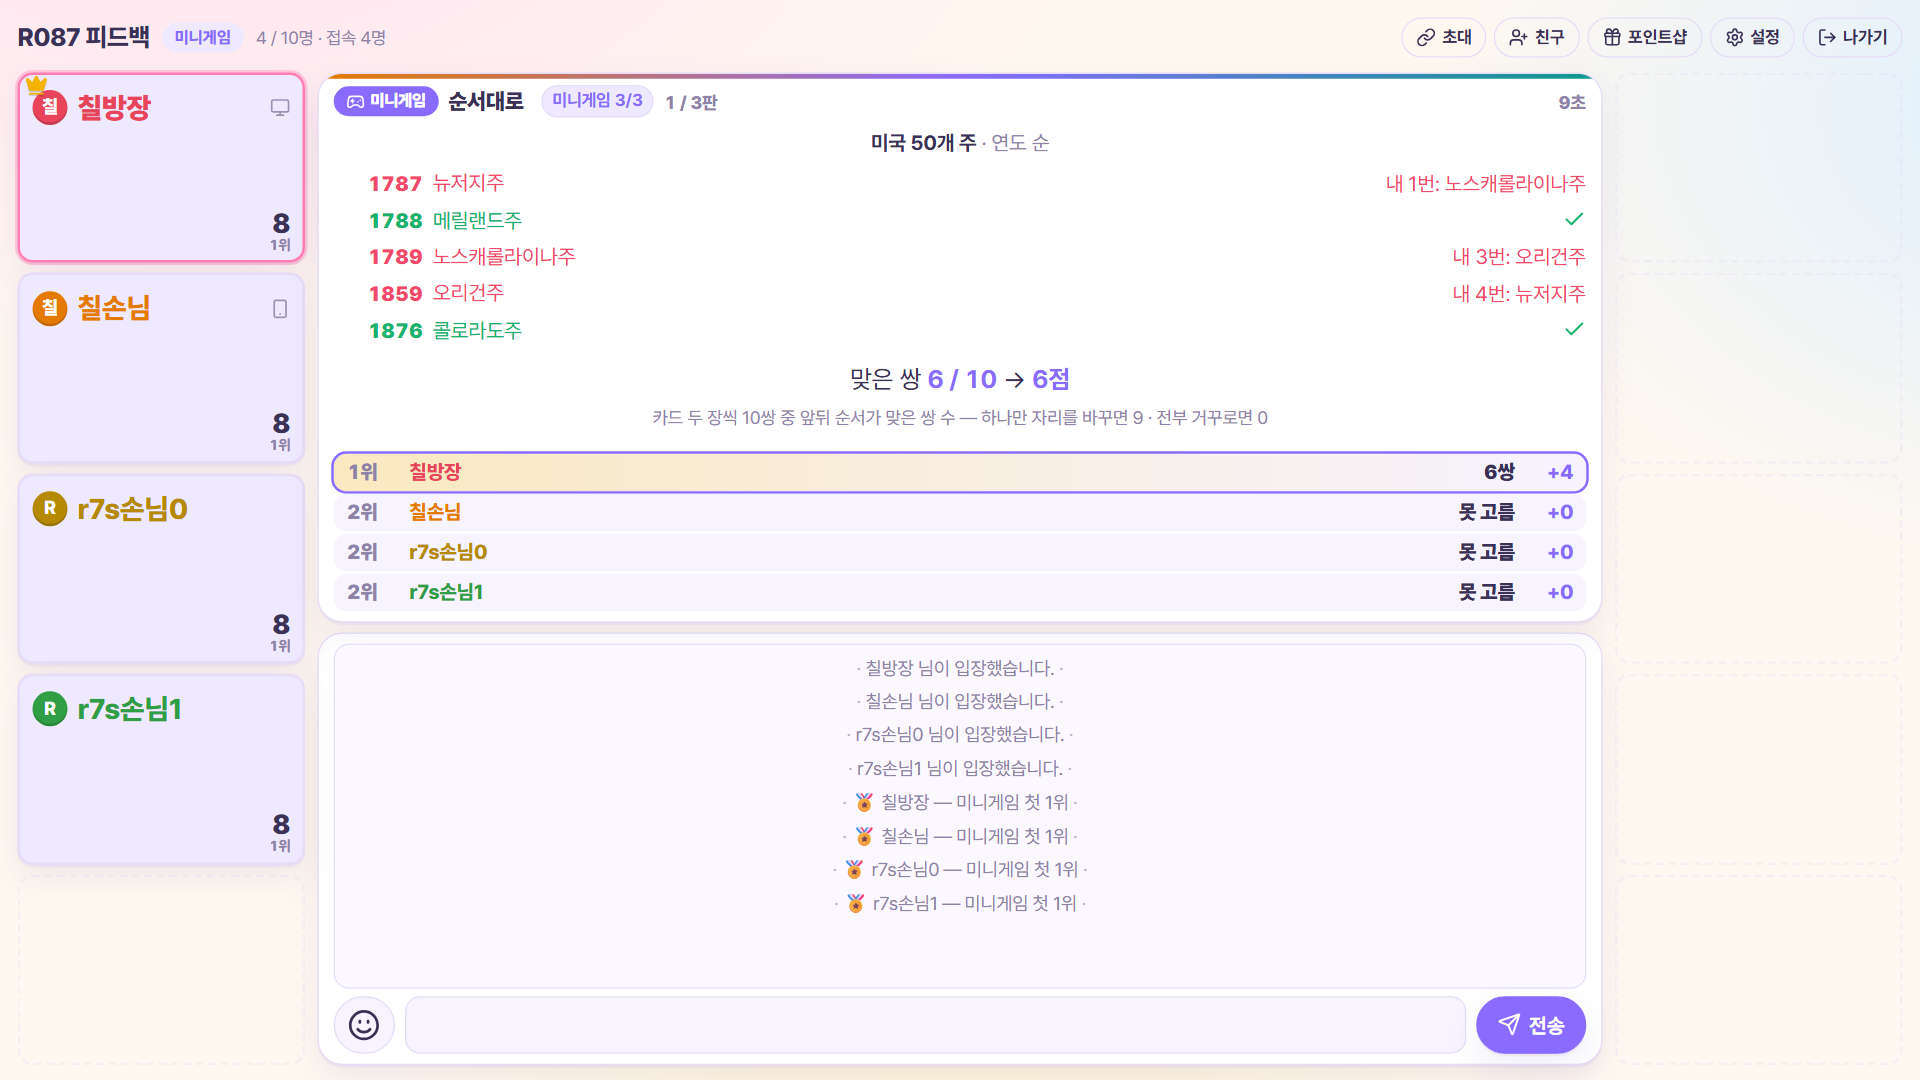 R087 피드백 미니게임 4 / 10명 · 접속 4명 초대 친구 포인트샵 설정 나가기
칠 칠방장
8
1위
칠 칠손님
8
1위
R r7s손님0
8
1위
R r7s손님1
8
1위
미니게임 순서대로 미니게임 3/3 1 / 3판 9초
미국 50개 주 · 연도 순
1787 뉴저지주 내 1번: 노스캐롤라이나주
1788 메릴랜드주
1789 노스캐롤라이나주 내 3번: 오리건주
1859 오리건주 내 4번: 뉴저지주
1876 콜로라도주
맞은 쌍 6 / 10 → 6점
카드 두 장씩 10쌍 중 앞뒤 순서가 맞은 쌍 수 — 하나만 자리를 바꾸면 9 · 전부 거꾸로면 0
1위 칠방장 6쌍 +4
2위 칠손님 못 고름 +0
2위 r7s손님0 못 고름 +0
2위 r7s손님1 못 고름 +0
· 칠방장 님이 입장했습니다. ·
· 칠손님 님이 입장했습니다. ·
· r7s손님0 님이 입장했습니다. ·
· r7s손님1 님이 입장했습니다. ·
· 🏅 칠방장 — 미니게임 첫 1위 ·
· 🏅 칠손님 — 미니게임 첫 1위 ·
· 🏅 r7s손님0 — 미니게임 첫 1위 ·
· 🏅 r7s손님1 — 미니게임 첫 1위 ·
전송